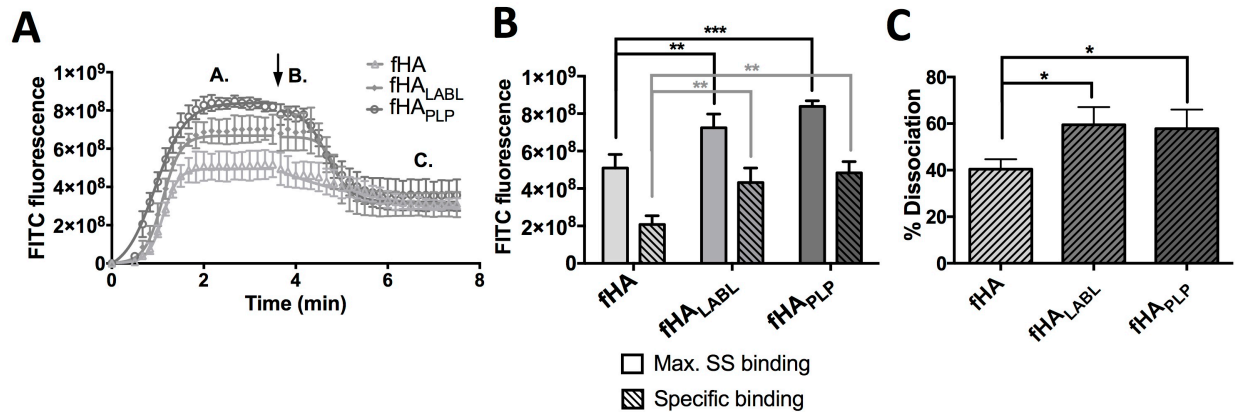 A
FITC fluorescence
1×10⁹
8×10⁸
6×10⁸
4×10⁸
2×10⁸
0
0 2 4 6 8
Time (min)
A. B.
C.
fHA
fHA_LABL
fHA_PLP
B
FITC fluorescence
1×10⁹
8×10⁸
6×10⁸
4×10⁸
2×10⁸
0
***
**
**
**
fHA
fHA_LABL
fHA_PLP
Max. SS binding
Specific binding
C
% Dissociation
80
60
40
20
0
*
*
fHA
fHA_LABL
fHA_PLP